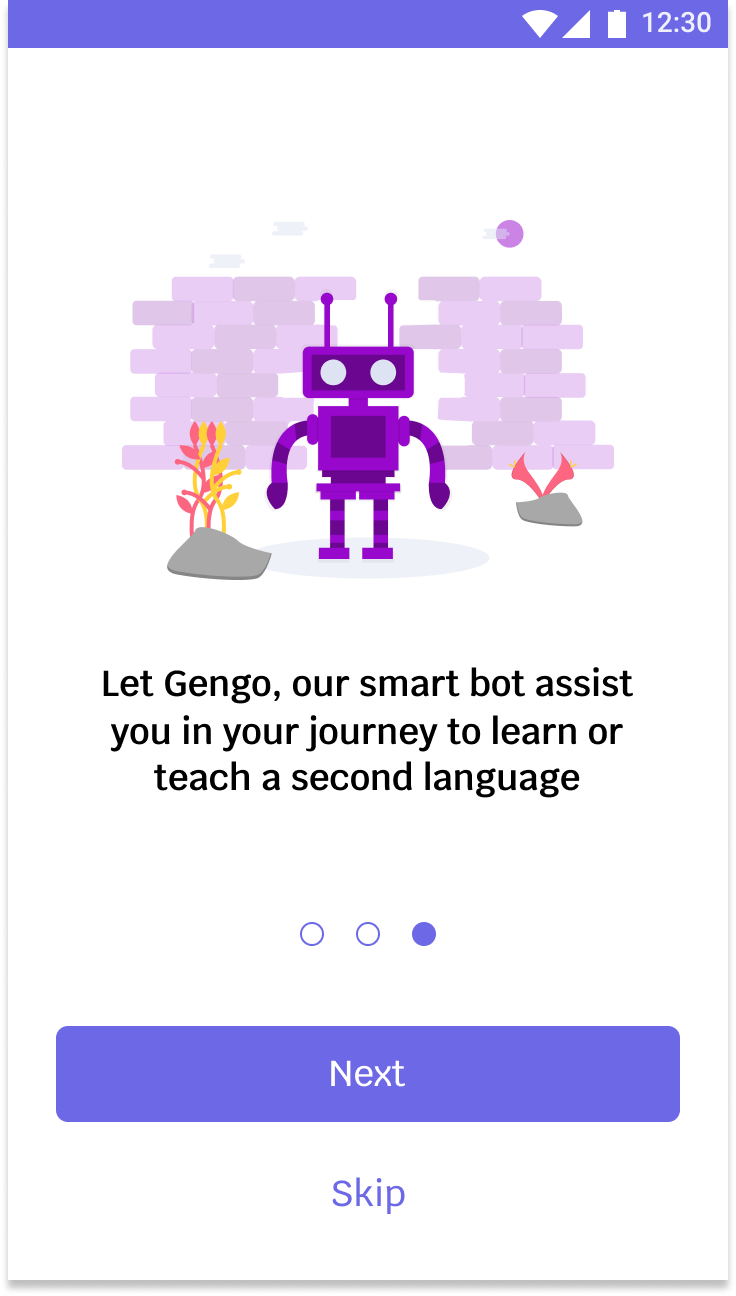 12:30
Let Gengo, our smart bot assist
you in your journey to learn or
teach a second language
Next
Skip